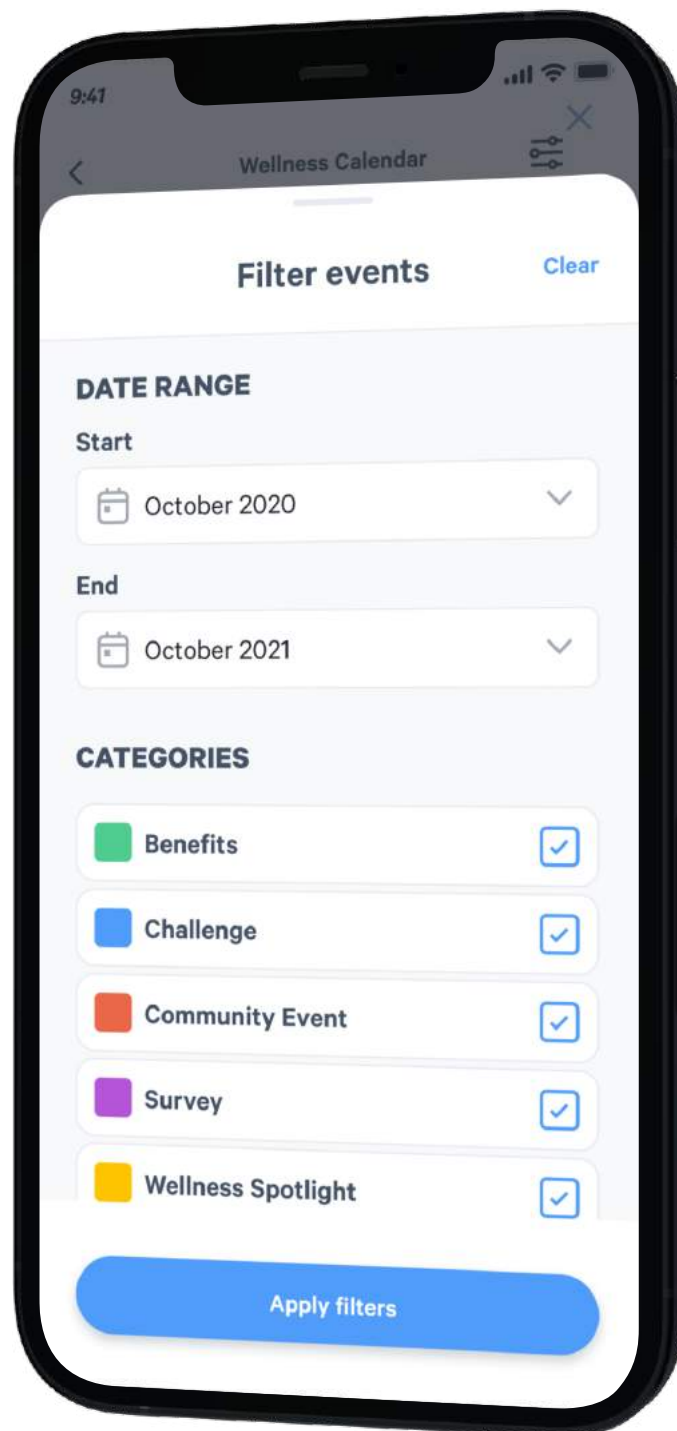 9:41
Wellness Calendar
Filter events
Clear
DATE RANGE
Start
October 2020
End
October 2021
CATEGORIES
Benefits
Challenge
Community Event
Survey
Wellness Spotlight
Apply filters